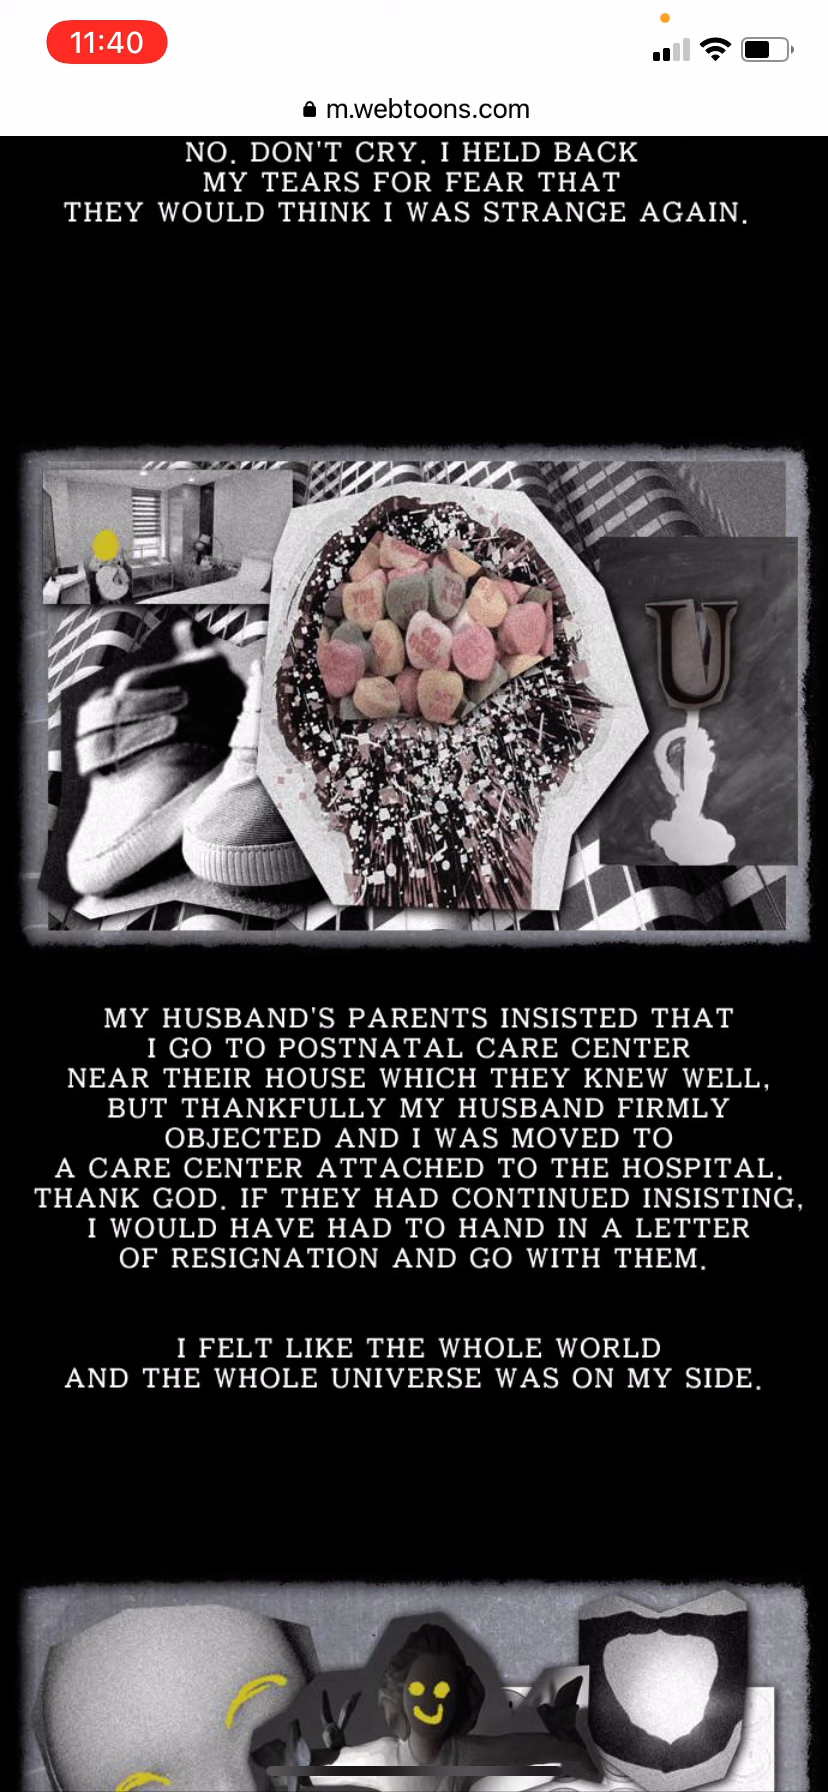 11:40
m.webtoons.com
NO. DON'T CRY. I HELD BACK
MY TEARS FOR FEAR THAT
THEY WOULD THINK I WAS STRANGE AGAIN.
U
MY HUSBAND'S PARENTS INSISTED THAT
I GO TO POSTNATAL CARE CENTER
NEAR THEIR HOUSE WHICH THEY KNEW WELL,
BUT THANKFULLY MY HUSBAND FIRMLY
OBJECTED AND I WAS MOVED TO
A CARE CENTER ATTACHED TO THE HOSPITAL.
THANK GOD. IF THEY HAD CONTINUED INSISTING,
I WOULD HAVE HAD TO HAND IN A LETTER
OF RESIGNATION AND GO WITH THEM.
I FELT LIKE THE WHOLE WORLD
AND THE WHOLE UNIVERSE WAS ON MY SIDE.